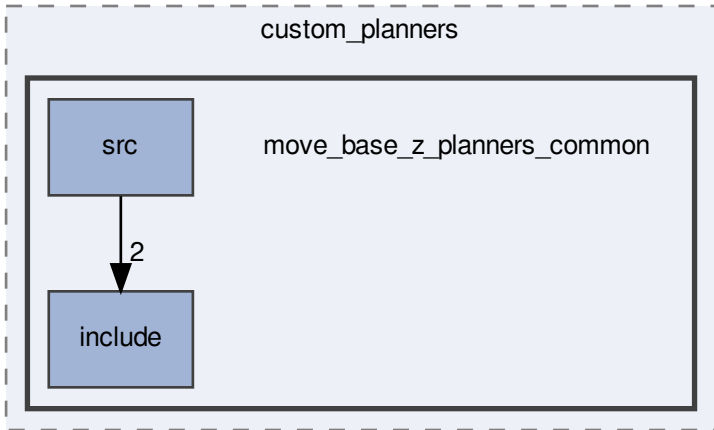 custom_planners
src
move_base_z_planners_common
2
include